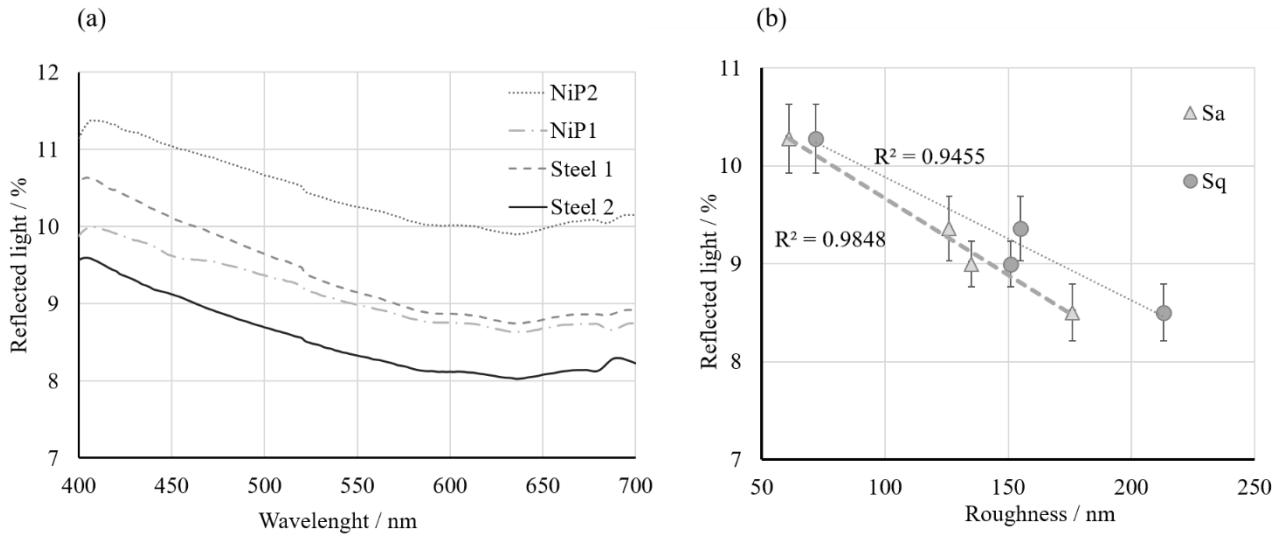 (a)
12
11
10
9
8
7
400
450
500
550
600
650
700
Reflected light / %
Wavelenght / nm
NiP2
NiP1
Steel 1
Steel 2
(b)
11
10
9
8
7
50
100
150
200
250
Reflected light / %
Roughness / nm
R² = 0.9455
R² = 0.9848
Sa
Sq